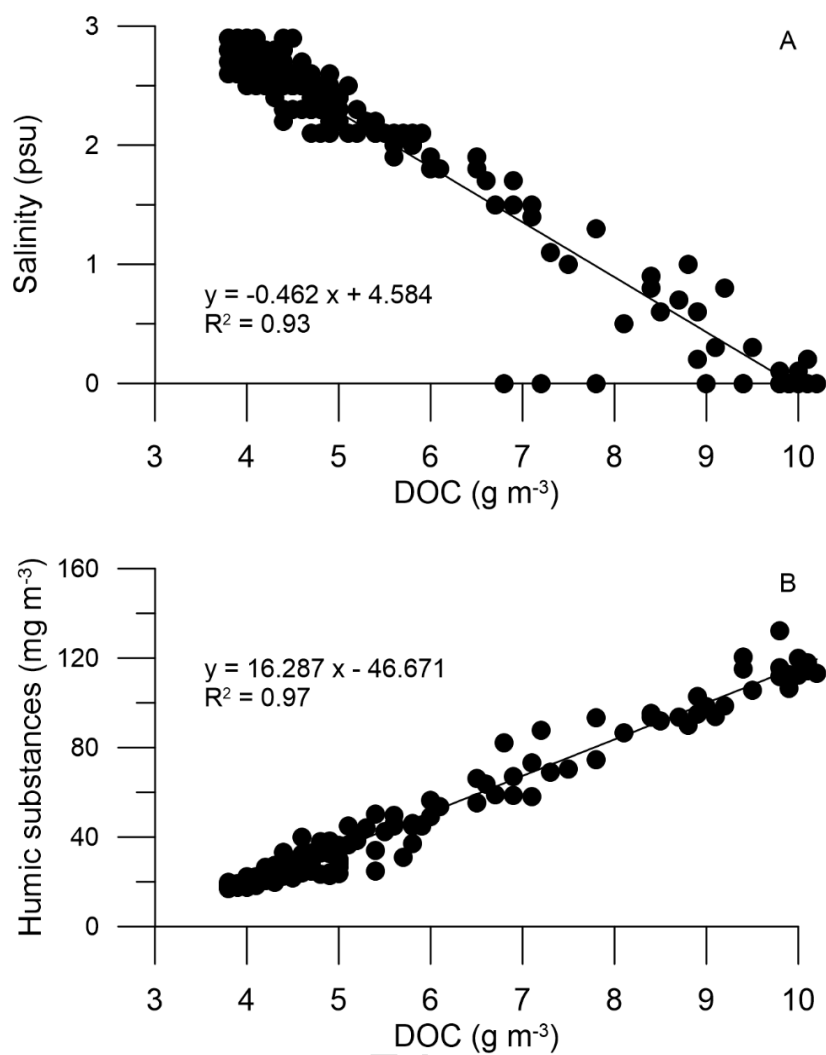 A
3
2
1
0
Salinity (psu)
y = -0.462 x + 4.584
R² = 0.93
3 4 5 6 7 8 9 10
DOC (g m⁻³)
B
160
120
80
40
0
Humic substances (mg m⁻³)
y = 16.287 x - 46.671
R² = 0.97
3 4 5 6 7 8 9 10
DOC (g m⁻³)